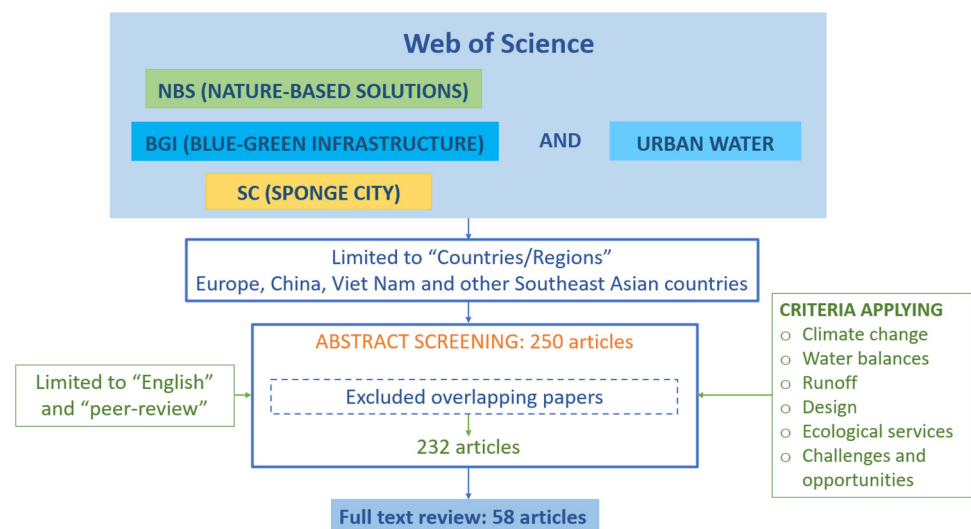 Web of Science
NBS (NATURE-BASED SOLUTIONS)
BGI (BLUE-GREEN INFRASTRUCTURE)
AND
URBAN WATER
SC (SPONGE CITY)
Limited to “Countries/Regions”
Europe, China, Viet Nam and other Southeast Asian countries
ABSTRACT SCREENING: 250 articles
Excluded overlapping papers
232 articles
Limited to “English”
and “peer-review”
CRITERIA APPLYING
o Climate change
o Water balances
o Runoff
o Design
o Ecological services
o Challenges and
opportunities
Full text review: 58 articles